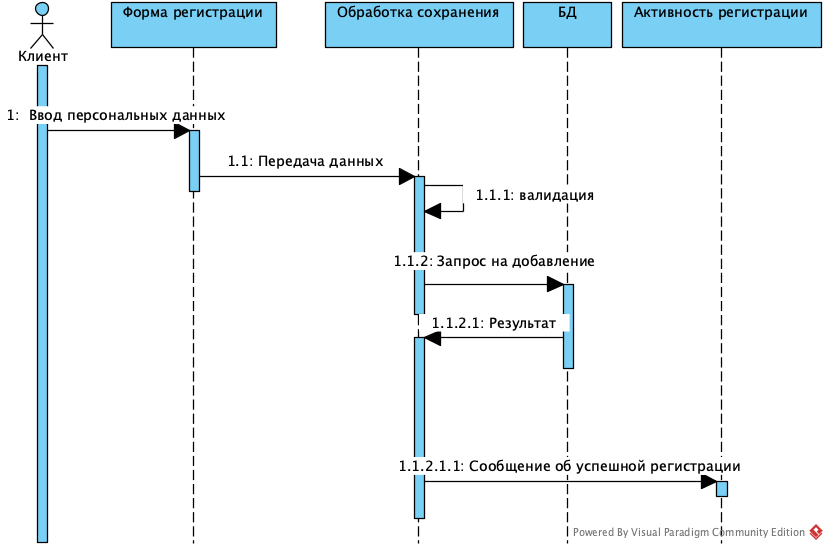 Форма регистрации
Обработка сохранения
БД
Активность регистрации
Клиент
1: Ввод персональных данных
1.1: Передача данных
1.1.1: валидация
1.1.2: Запрос на добавление
1.1.2.1: Результат
1.1.2.1.1: Сообщение об успешной регистрации
Powered By Visual Paradigm Community Edition